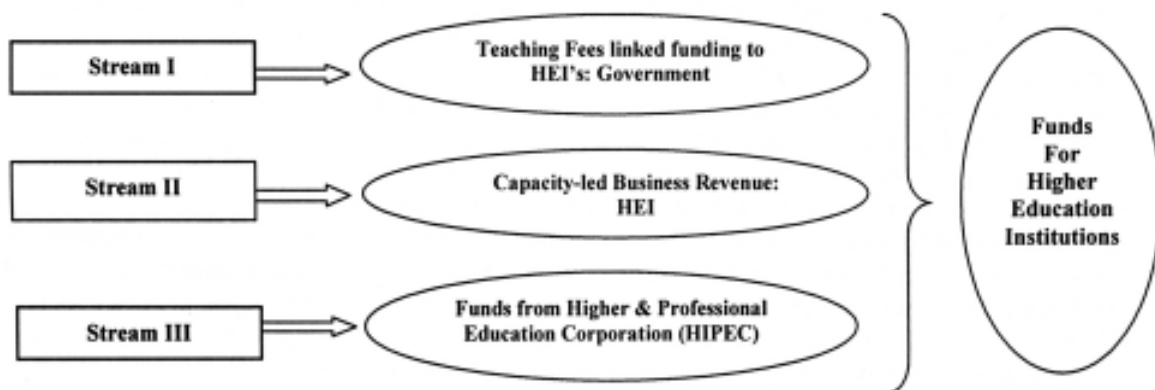 Stream I
Teaching Fees linked funding to
HEI's: Government
Stream II
Capacity-led Business Revenue:
HEI
Stream III
Funds from Higher & Professional
Education Corporation (HIPEC)
Funds
For
Higher
Education
Institutions